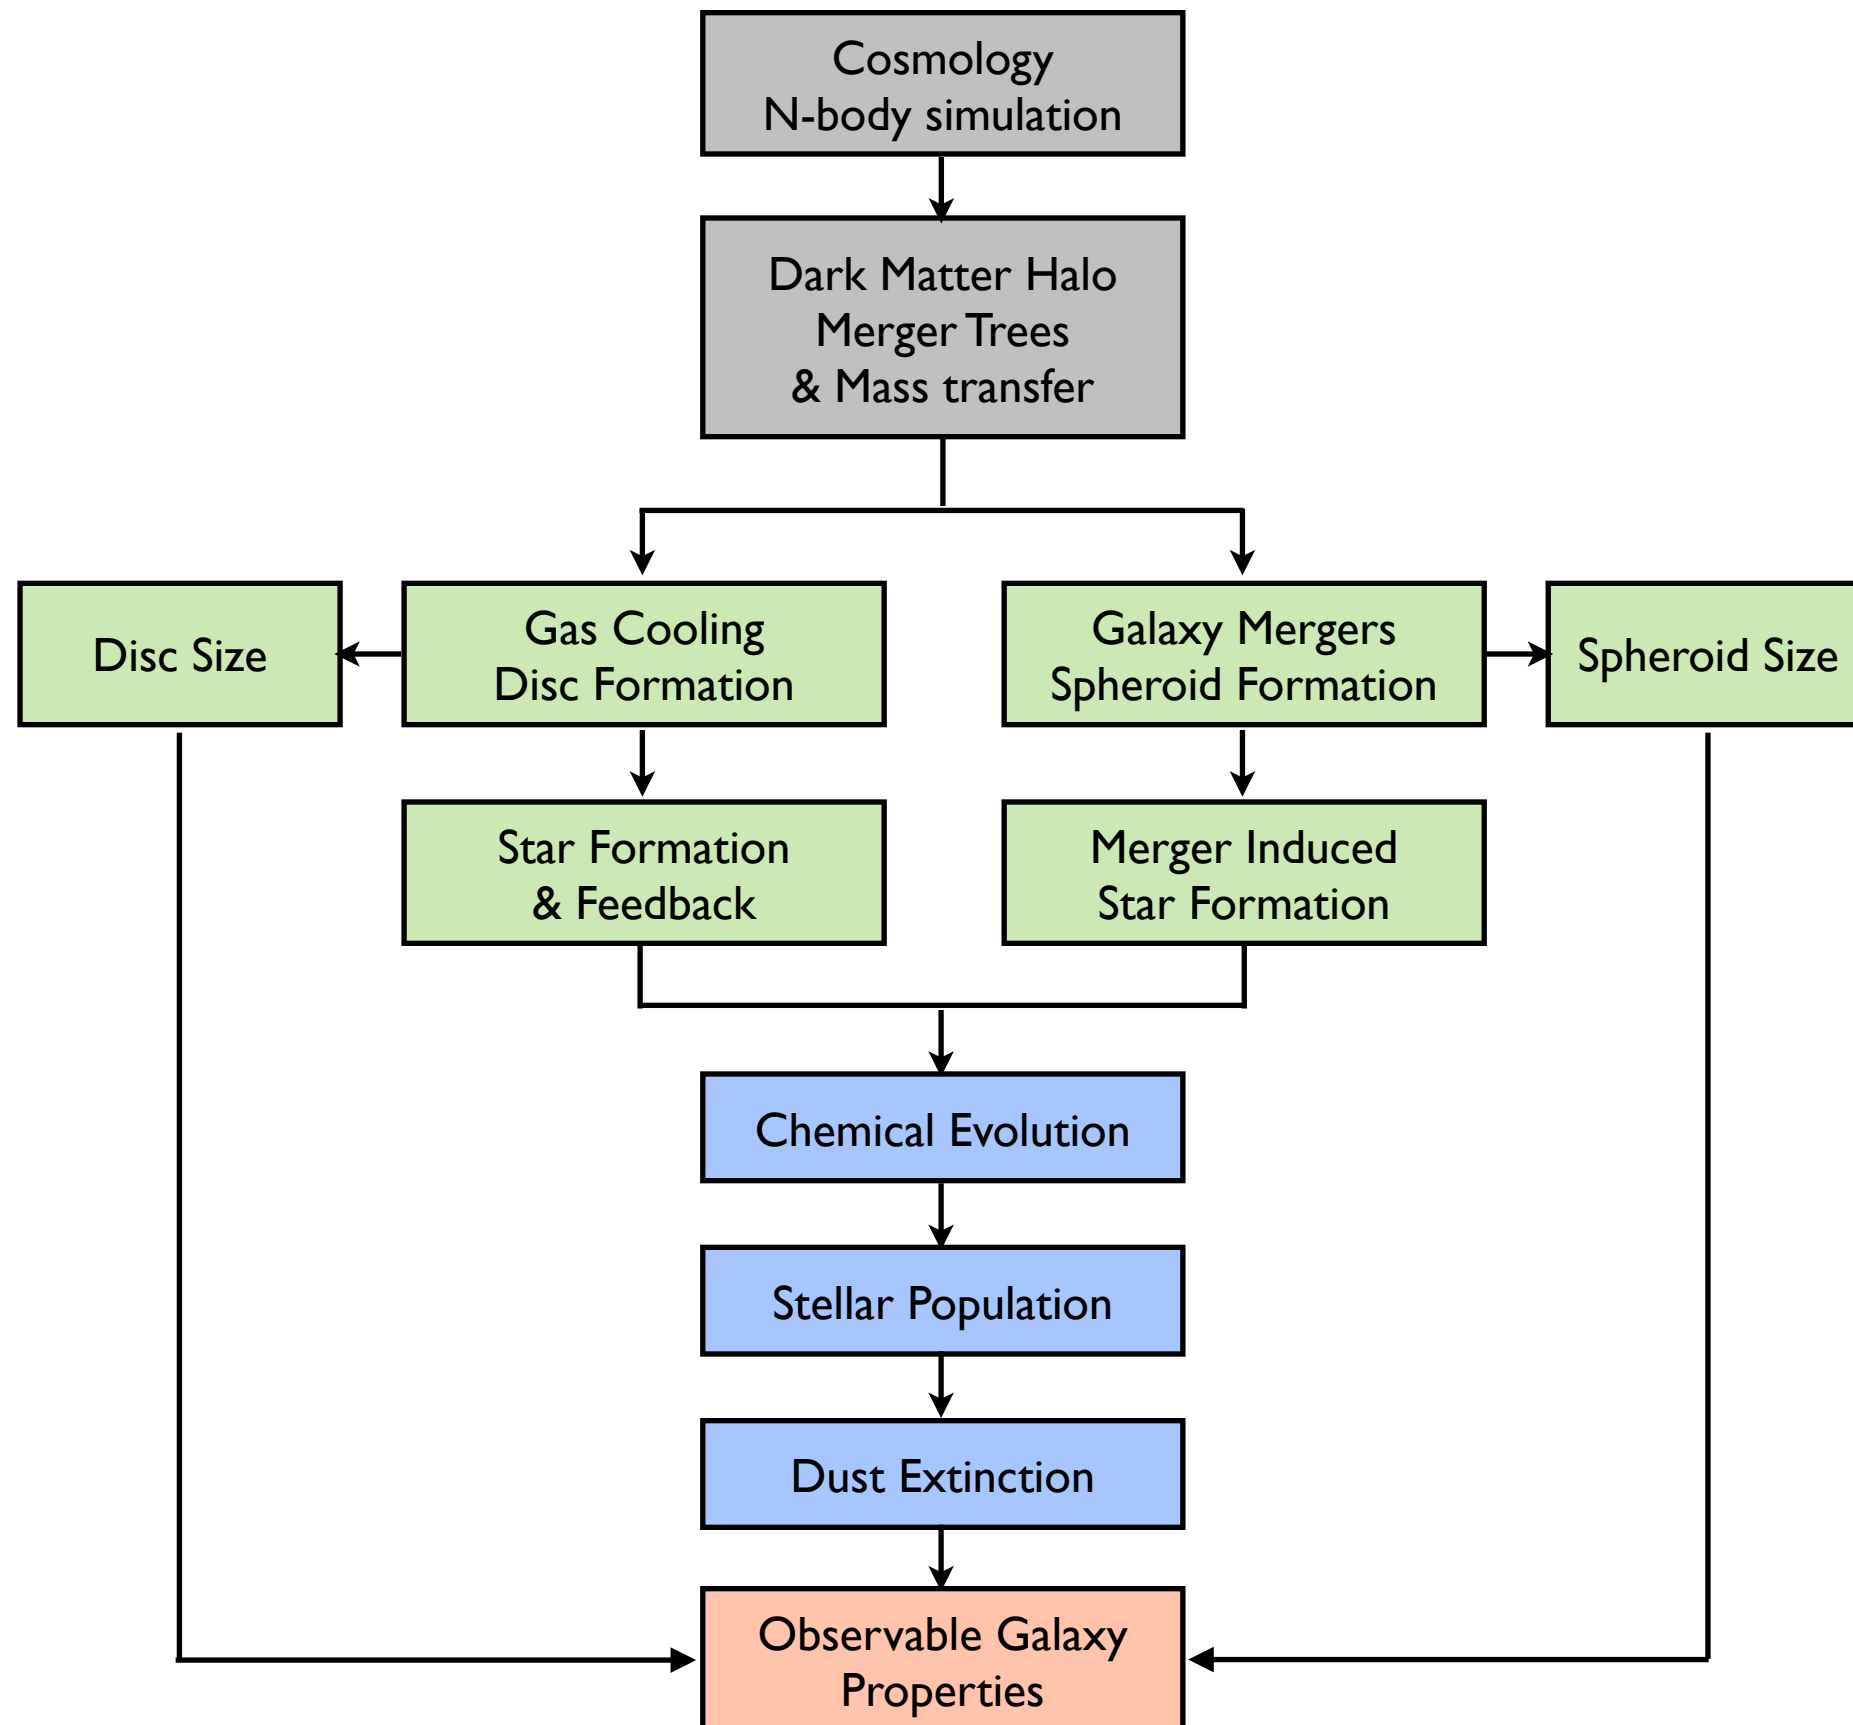 Cosmology
N-body simulation
Dark Matter Halo
Merger Trees
& Mass transfer
Disc Size
Gas Cooling
Disc Formation
Galaxy Mergers
Spheroid Formation
Spheroid Size
Star Formation
& Feedback
Merger Induced
Star Formation
Chemical Evolution
Stellar Population
Dust Extinction
Observable Galaxy
Properties